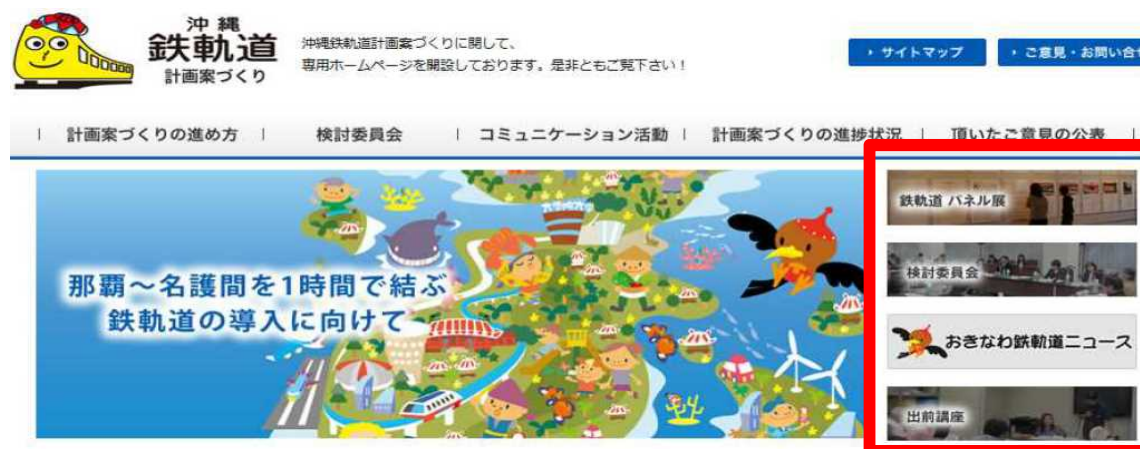 沖縄
鉄軌道
計画案づくり
沖縄鉄軌道計画案づくりに関して、
専用ホームページを開設しております。是非ともご覧下さい！
サイトマップ
ご意見・お問い合せ
計画案づくりの進め方
検討委員会
コミュニケーション活動
計画案づくりの進捗状況
頂いたご意見の公表
那覇～名護間を1時間で結ぶ
鉄軌道の導入に向けて
鉄軌道 パネル展
検討委員会
おきなわ鉄軌道ニュース
出前講座